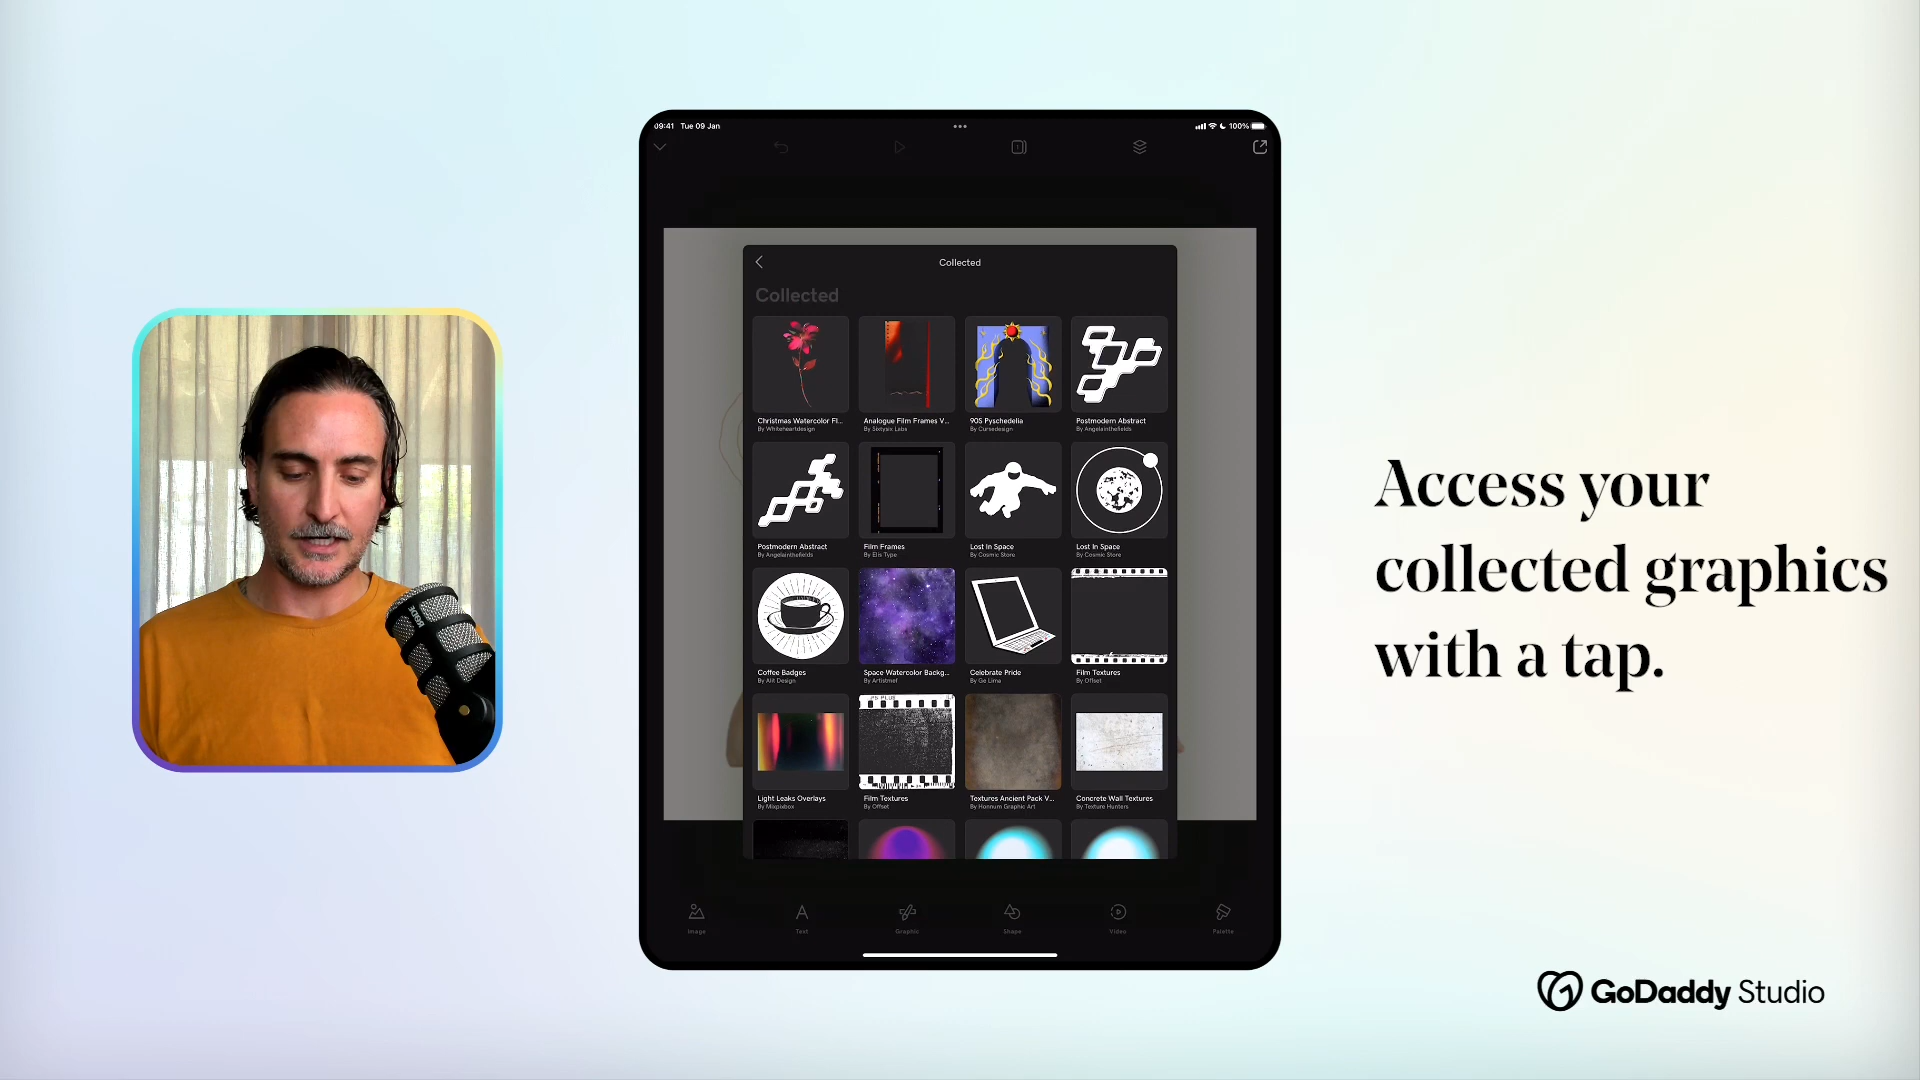 09:41 Tue 09 Jan
100%
Collected
Collected
Christmas Watercolor Fl...
By Whiteheartdesign
Analogue Film Frames V...
By Sixtysix Labs
90S Pyschedelia
By Cursedesign
Postmodern Abstract
By Angelainthefields
Postmodern Abstract
By Angelainthefields
Film Frames
By Elis Type
Lost In Space
By Cosmic Store
Lost In Space
By Cosmic Store
Coffee Badges
By Alit Design
Space Watercolor Backg...
By Artistmef
Celebrate Pride
By Ge Lima
Film Textures
By Offset
Light Leaks Overlays
By Mixpixbox
Film Textures
By Offset
Textures Ancient Pack V...
By Honnum Graphic Art
Concrete Wall Textures
By Texture Hunters
Image
Text
Graphic
Shape
Video
Palette
Access your
collected graphics
with a tap.
RØDE
GoDaddy Studio